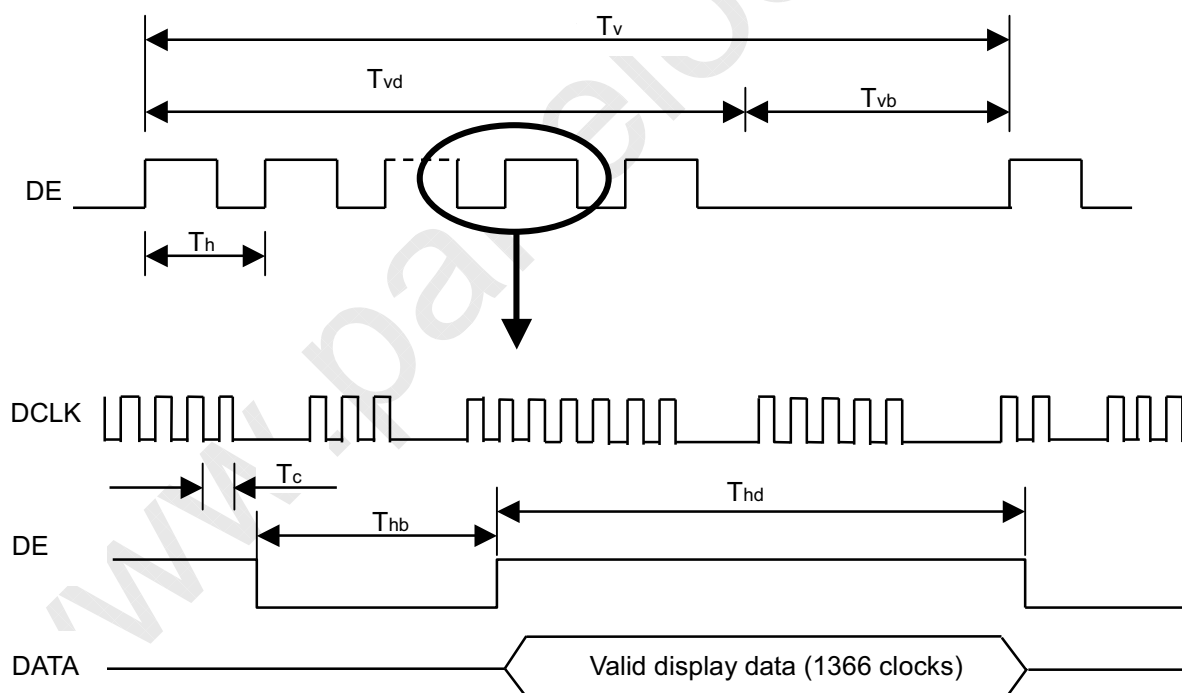 Tv
Tvd
Tvb
DE
Th
DCLK
Tc
Thd
Thb
DE
DATA
Valid display data (1366 clocks)